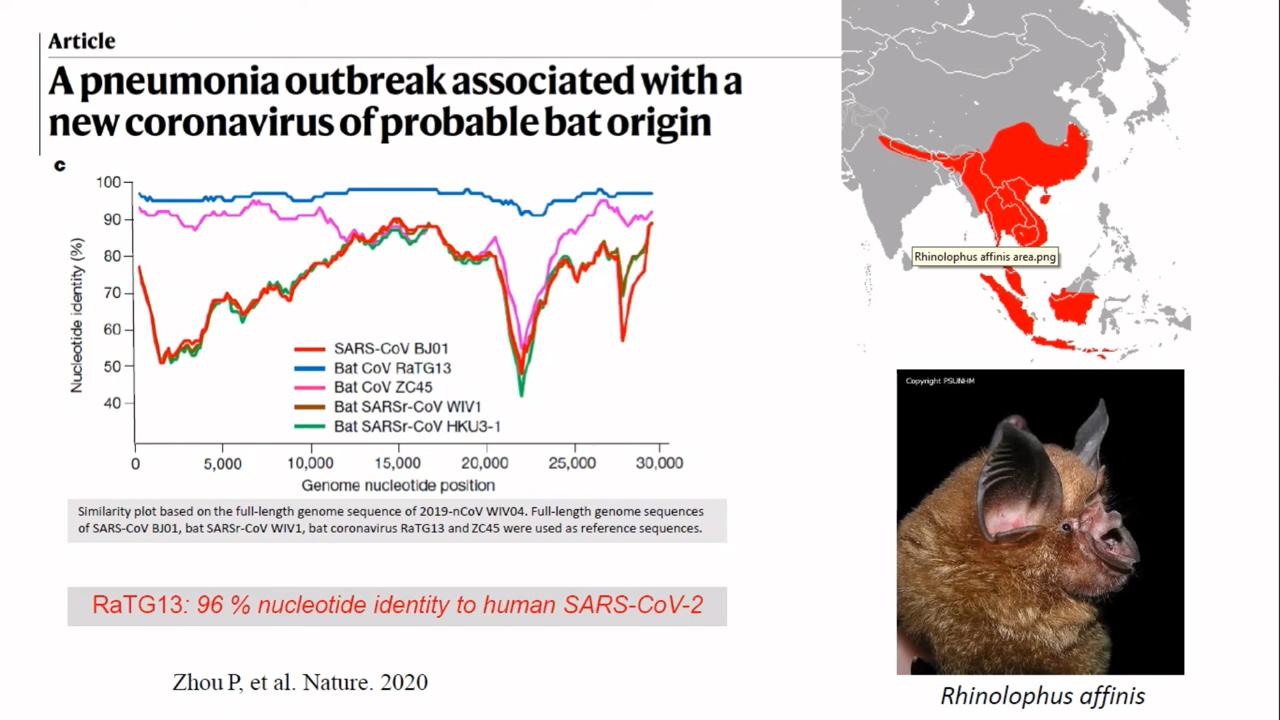 Article
A pneumonia outbreak associated with a
new coronavirus of probable bat origin
c
100
90
80
70
60
50
40
Nucleotide identity (%)
SARS-CoV BJ01
Bat CoV RaTG13
Bat CoV ZC45
Bat SARSr-CoV WIV1
Bat SARSr-CoV HKU3-1
0 5,000 10,000 15,000 20,000 25,000 30,000
Genome nucleotide position
Similarity plot based on the full-length genome sequence of 2019-nCoV WIV04. Full-length genome sequences
of SARS-CoV BJ01, bat SARSr-CoV WIV1, bat coronavirus RaTG13 and ZC45 were used as reference sequences.
RaTG13: 96 % nucleotide identity to human SARS-CoV-2
Zhou P, et al. Nature. 2020
Rhinolophus affinis area.png
Copyright PSUNHM
Rhinolophus affinis